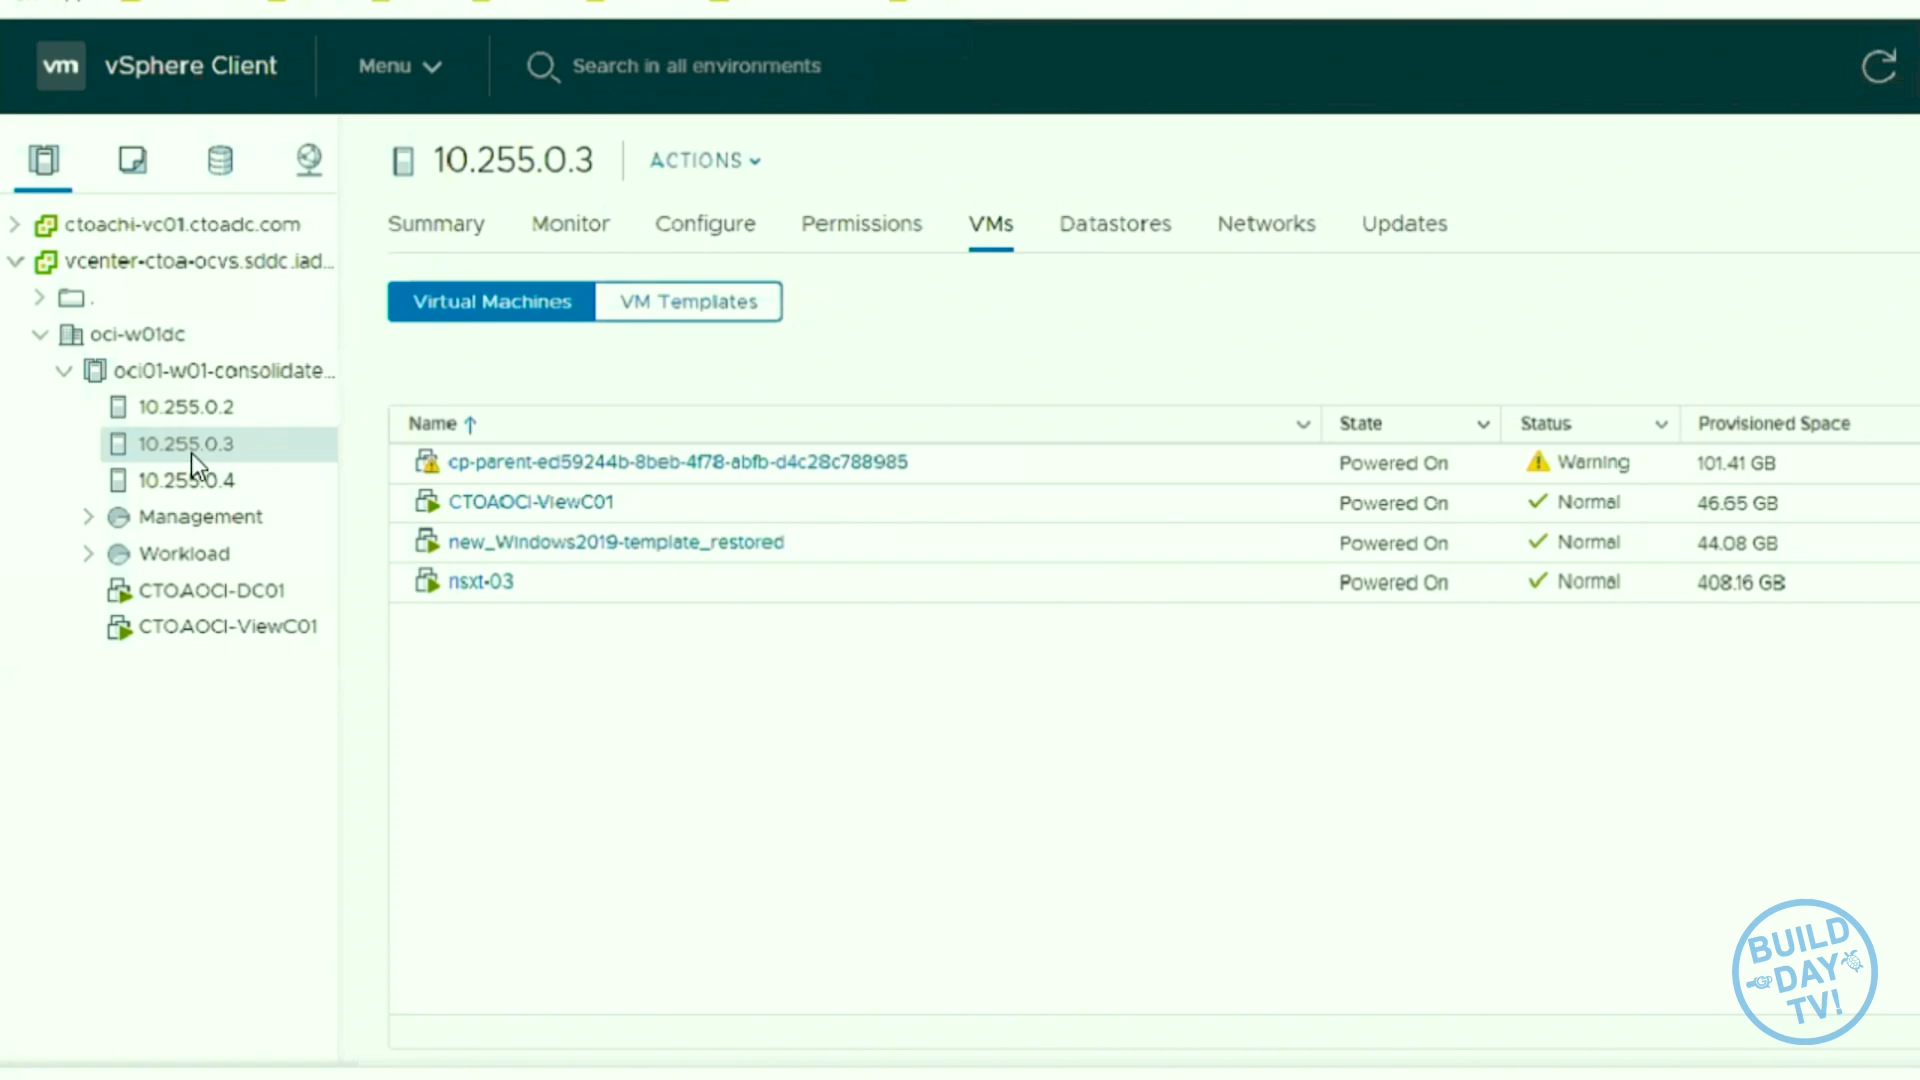 vm vSphere Client Menu Search in all environments
10.255.0.3 ACTIONS
Summary Monitor Configure Permissions VMs Datastores Networks Updates
Virtual Machines VM Templates
ctoachi-vc01.ctoadc.com
vcenter-ctoa-ocvs.sddc.iad...
.
oci-w01dc
oci01-w01-consolidate...
10.255.0.2
10.255.0.3
10.255.0.4
Management
Workload
CTOAOCI-DC01
CTOAOCI-ViewC01
Name State Status Provisioned Space
cp-parent-ed59244b-8beb-4f78-abfb-d4c28c788985 Powered On Warning 101.41 GB
CTOAOCI-ViewC01 Powered On Normal 46.65 GB
new_Windows2019-template_restored Powered On Normal 44.08 GB
nsxt-03 Powered On Normal 408.16 GB
BUILD
DAY
TV!